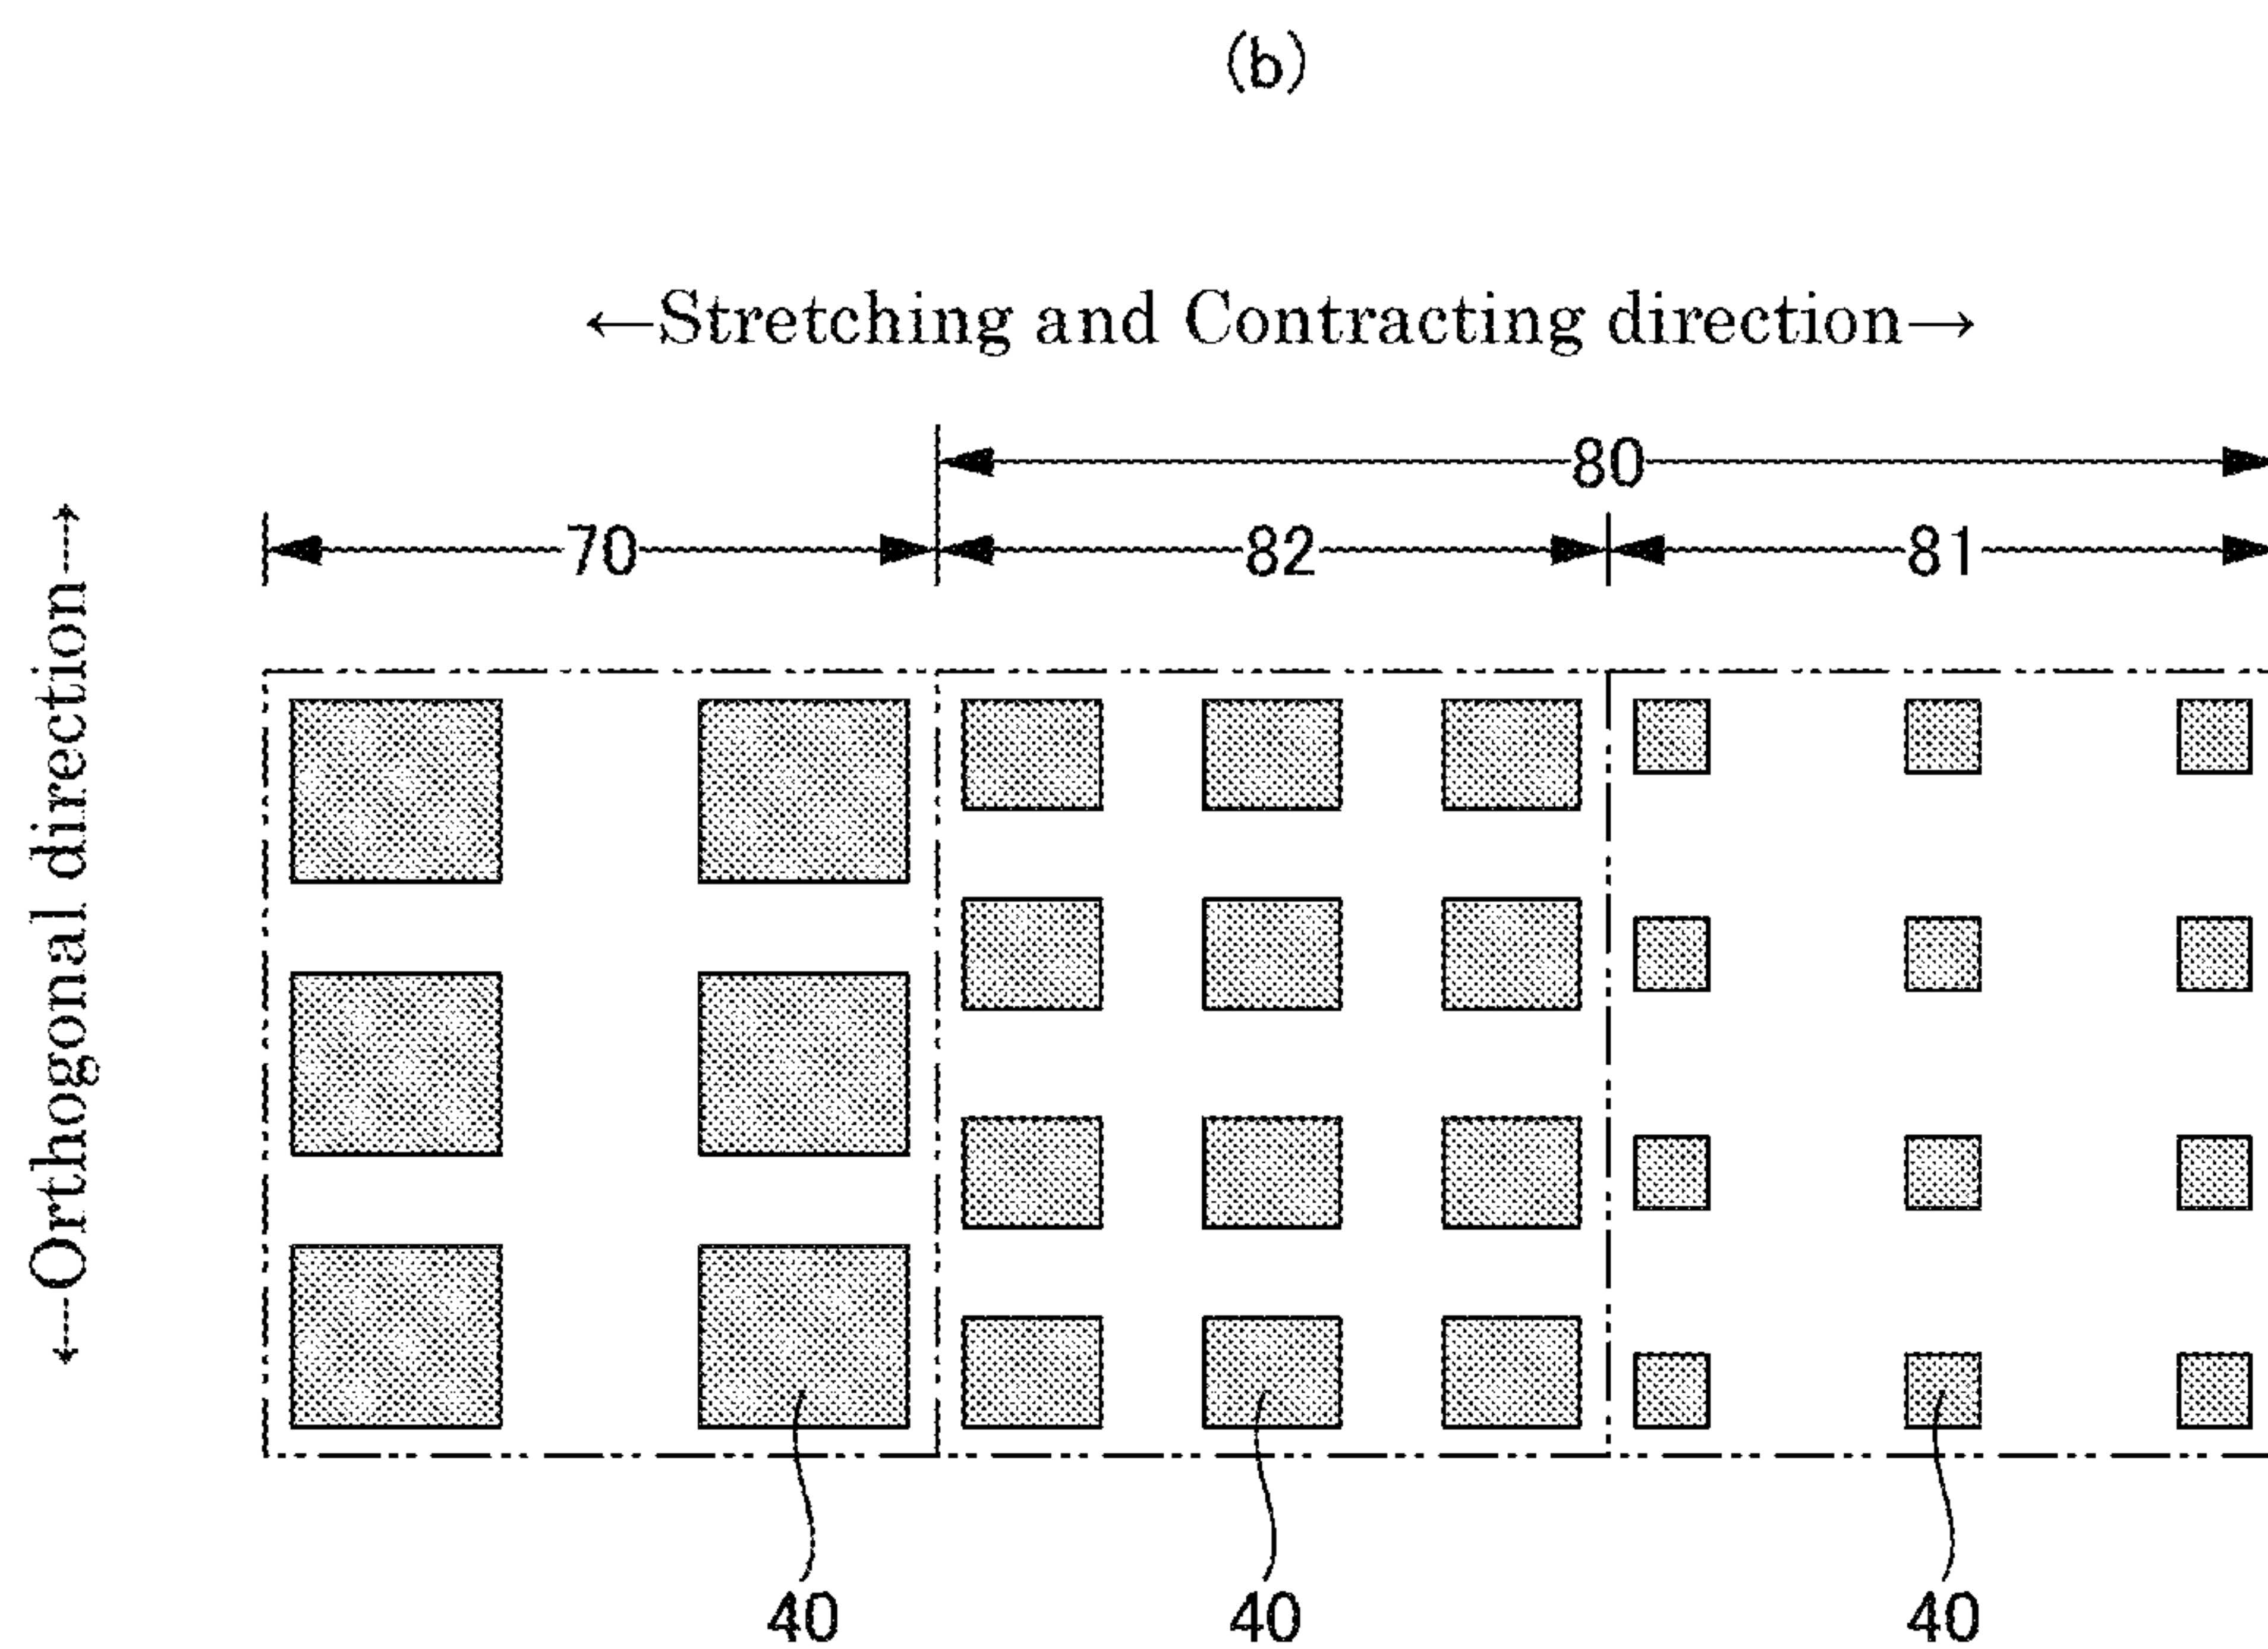 (b)
←Stretching and Contracting direction→
80
70 82 81
←Orthogonal direction→
40 40 40